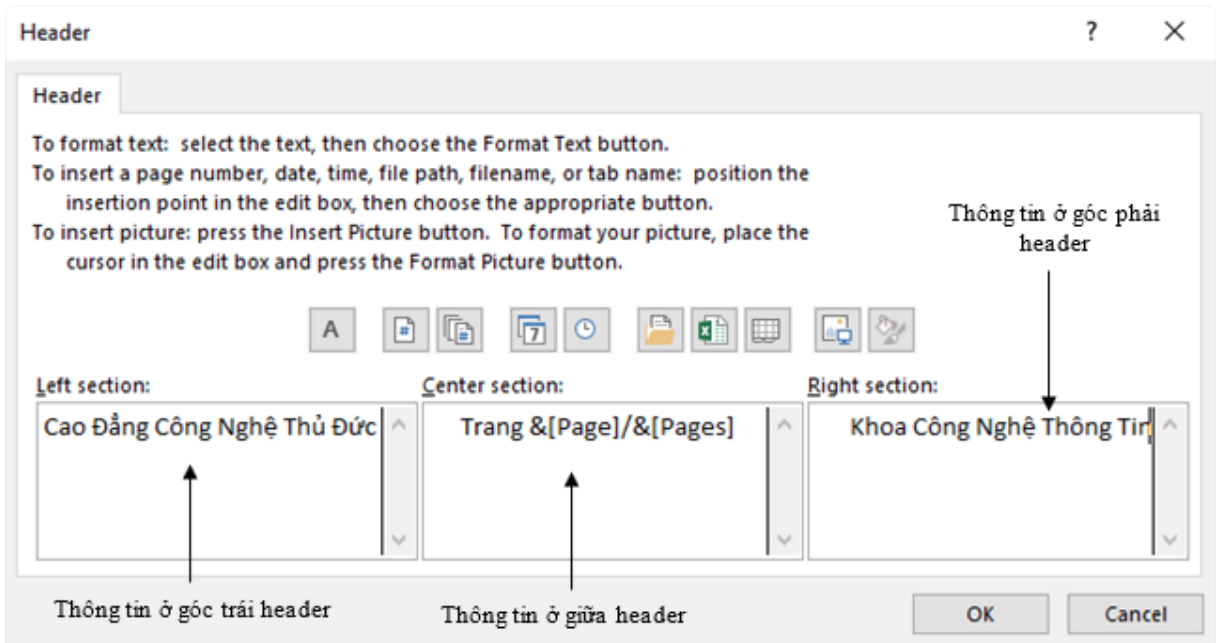 Header
?
Header
To format text:  select the text, then choose the Format Text button.
To insert a page number, date, time, file path, filename, or tab name:  position the
insertion point in the edit box, then choose the appropriate button.
To insert picture: press the Insert Picture button.  To format your picture, place the
cursor in the edit box and press the Format Picture button.
Thông tin ở góc phải
header
A
7
Left section:
Center section:
Right section:
Cao Đẳng Công Nghệ Thủ Đức
Trang &[Page]/&[Pages]
Khoa Công Nghệ Thông Tin
Thông tin ở góc trái header
Thông tin ở giữa header
OK
Cancel